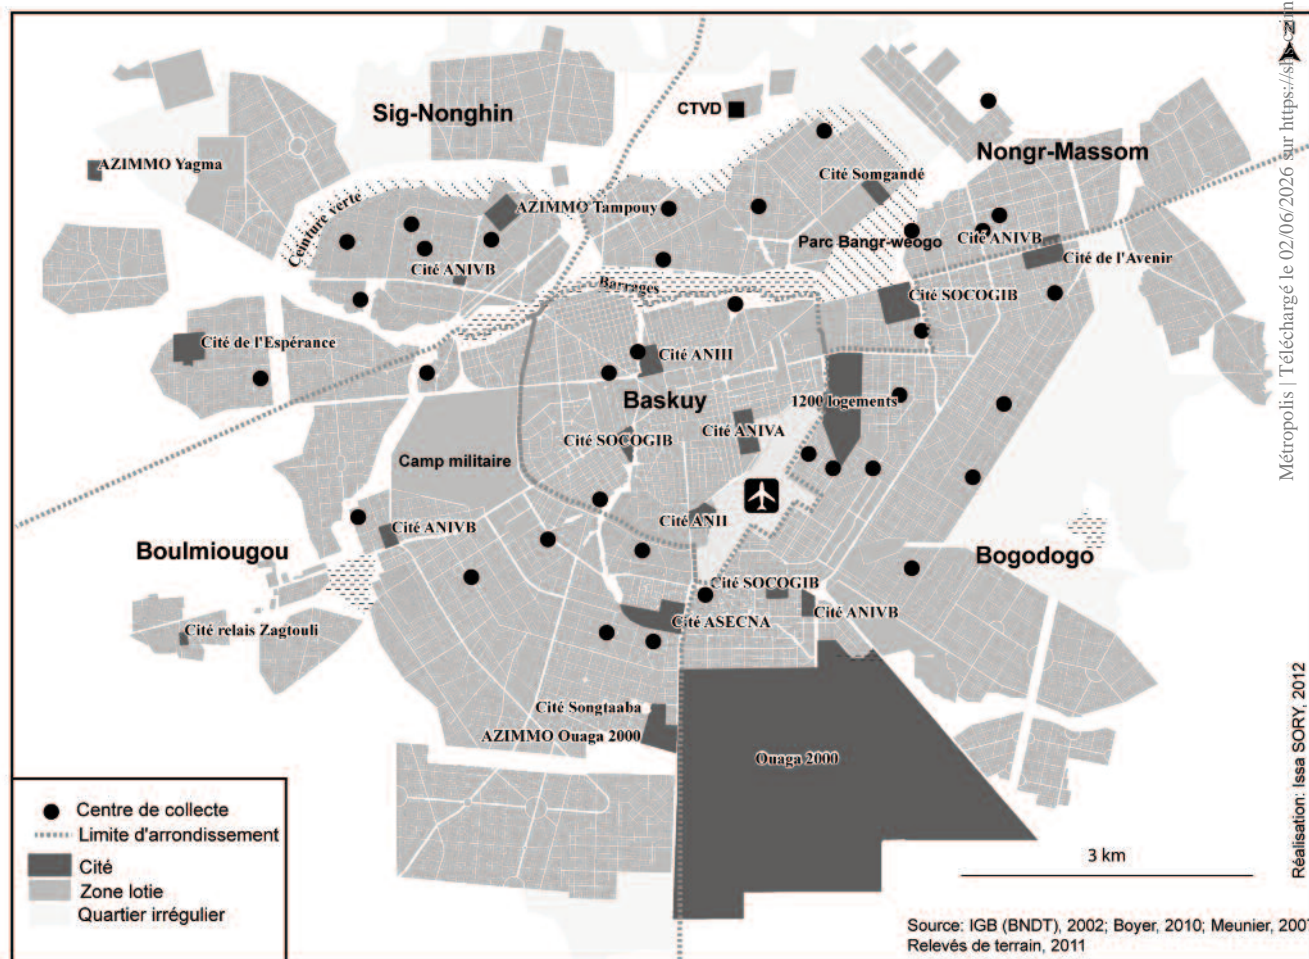 N
Sig-Nonghin
CTVD
Nongr-Massom
AZIMMO Yagma
Cité Somgandé
Ceinture verte
AZIMMO Tampouy
Parc Bangr-weogo
Cité ANIVB
Cité ANIVB
Cité de l'Avenir
Barrages
Cité SOCOGIB
Cité de l'Espérance
Cité ANIII
Baskuy
1200 logements
Cité SOCOGIB
Cité ANIVA
Camp militaire
Cité ANII
Cité ANIVB
Boulmiougou
Bogodogo
Cité SOCOGIB
Cité ANIVB
Cité ASECNA
Cité relais Zagtouli
Cité Songtaaba
AZIMMO Ouaga 2000
Ouaga 2000
Centre de collecte
Limite d'arrondissement
Cité
Zone lotie
Quartier irrégulier
3 km
Source: IGB (BNDT), 2002; Boyer, 2010; Meunier, 2007
Relevés de terrain, 2011
Réalisation: Issa SORY, 2012
Métropolis | Téléchargé le 02/06/2026 sur